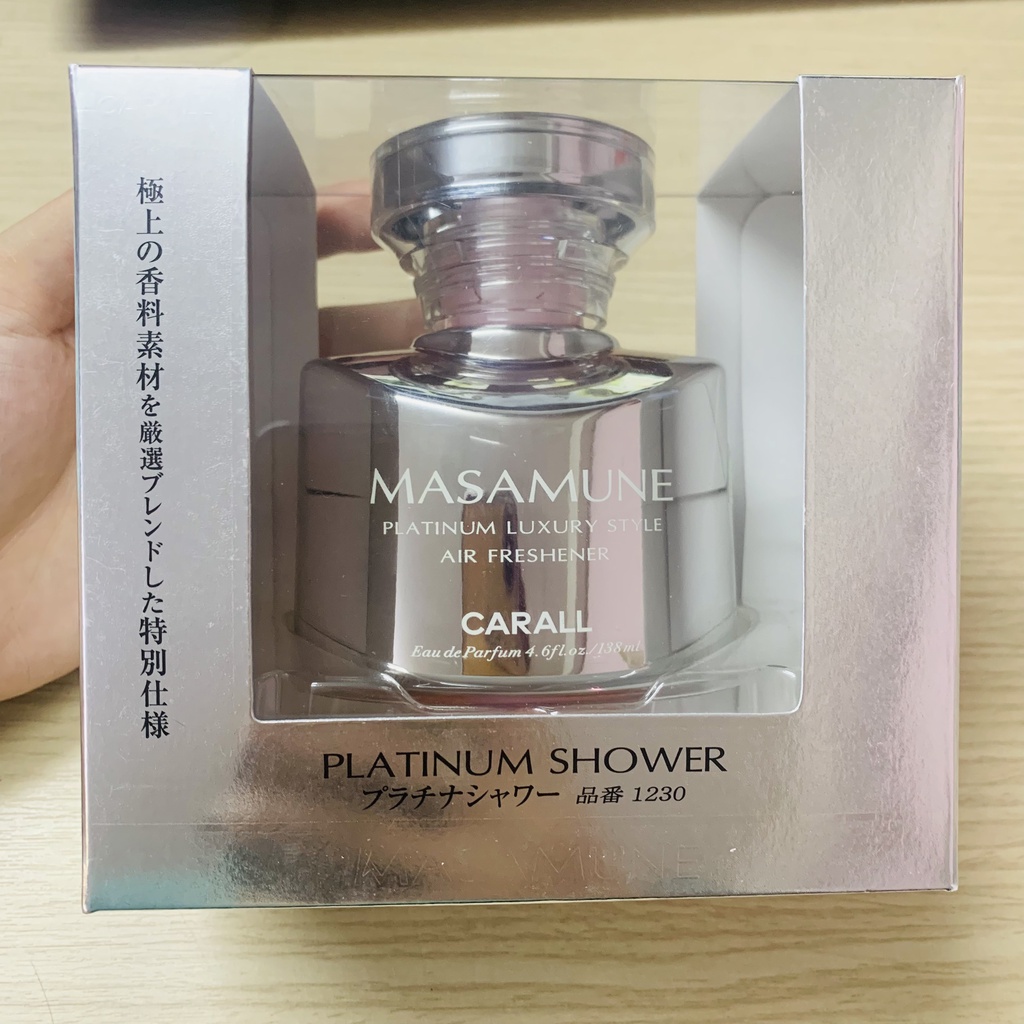 極上の香料素材を厳選ブレンドした特別仕様
MASAMUNE
PLATINUM LUXURY STYLE
AIR FRESHENER
CARALL
Eau de Parfum 4.6fl.oz./138ml
PLATINUM SHOWER
プラチナシャワー 品番 1230
MASAMUNE